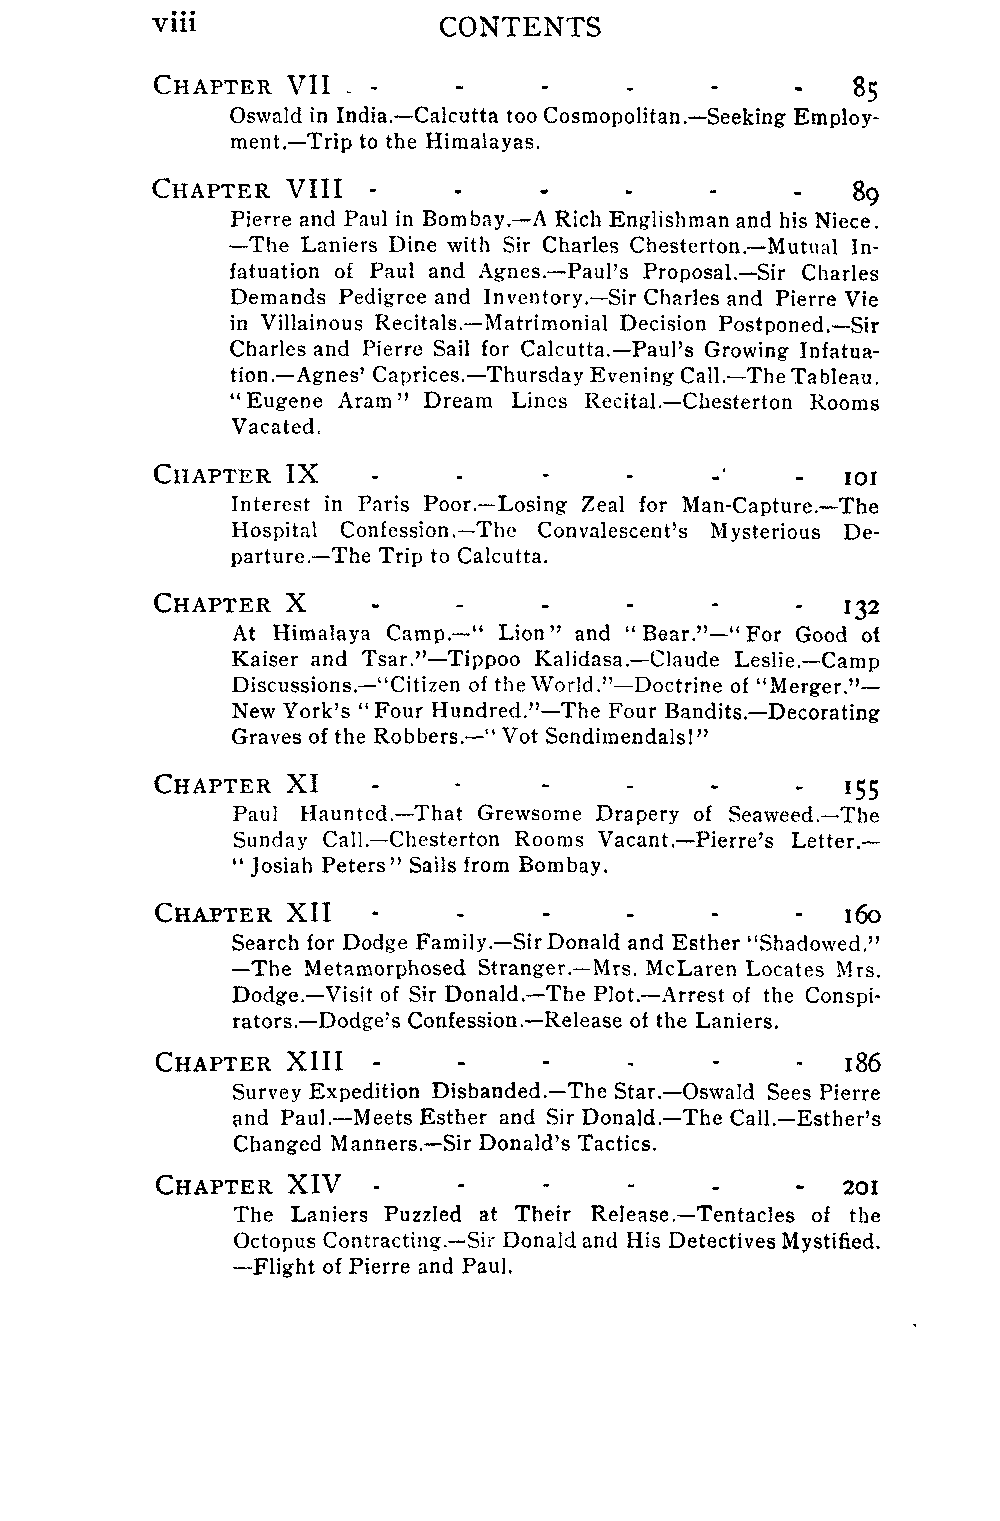 viii CONTENTS
CHAPTER VII - - - - - - - 85
Oswald in India.—Calcutta too Cosmopolitan.—Seeking Employ-
ment.—Trip to the Himalayas.
CHAPTER VIII - - - - - - 89
Pierre and Paul in Bombay.—A Rich Englishman and his Niece.
—The Laniers Dine with Sir Charles Chesterton.—Mutual In-
fatuation of Paul and Agnes.—Paul's Proposal.—Sir Charles
Demands Pedigree and Inventory.—Sir Charles and Pierre Vie
in Villainous Recitals.—Matrimonial Decision Postponed.—Sir
Charles and Pierre Sail for Calcutta.—Paul's Growing Infatua-
tion.—Agnes' Caprices.—Thursday Evening Call.—The Tableau.
"Eugene Aram" Dream Lines Recital.—Chesterton Rooms
Vacated.
CHAPTER IX - - - - - - 101
Interest in Paris Poor.—Losing Zeal for Man-Capture.—The
Hospital Confession.—The Convalescent's Mysterious De-
parture.—The Trip to Calcutta.
CHAPTER X - - - - - - 132
At Himalaya Camp.—"Lion" and "Bear."—"For Good of
Kaiser and Tsar."—Tippoo Kalidasa.—Claude Leslie.—Camp
Discussions.—"Citizen of the World."—Doctrine of "Merger."—
New York's "Four Hundred."—The Four Bandits.—Decorating
Graves of the Robbers.—"Vot Sendimendals!"
CHAPTER XI - - - - - - 155
Paul Haunted.—That Grewsome Drapery of Seaweed.—The
Sunday Call.—Chesterton Rooms Vacant.—Pierre's Letter.—
"Josiah Peters" Sails from Bombay.
CHAPTER XII - - - - - - 160
Search for Dodge Family.—Sir Donald and Esther "Shadowed."
—The Metamorphosed Stranger.—Mrs. McLaren Locates Mrs.
Dodge.—Visit of Sir Donald.—The Plot.—Arrest of the Conspi-
rators.—Dodge's Confession.—Release of the Laniers.
CHAPTER XIII - - - - - - 186
Survey Expedition Disbanded.—The Star.—Oswald Sees Pierre
and Paul.—Meets Esther and Sir Donald.—The Call.—Esther's
Changed Manners.—Sir Donald's Tactics.
CHAPTER XIV - - - - - - 201
The Laniers Puzzled at Their Release.—Tentacles of the
Octopus Contracting.—Sir Donald and His Detectives Mystified.
—Flight of Pierre and Paul.